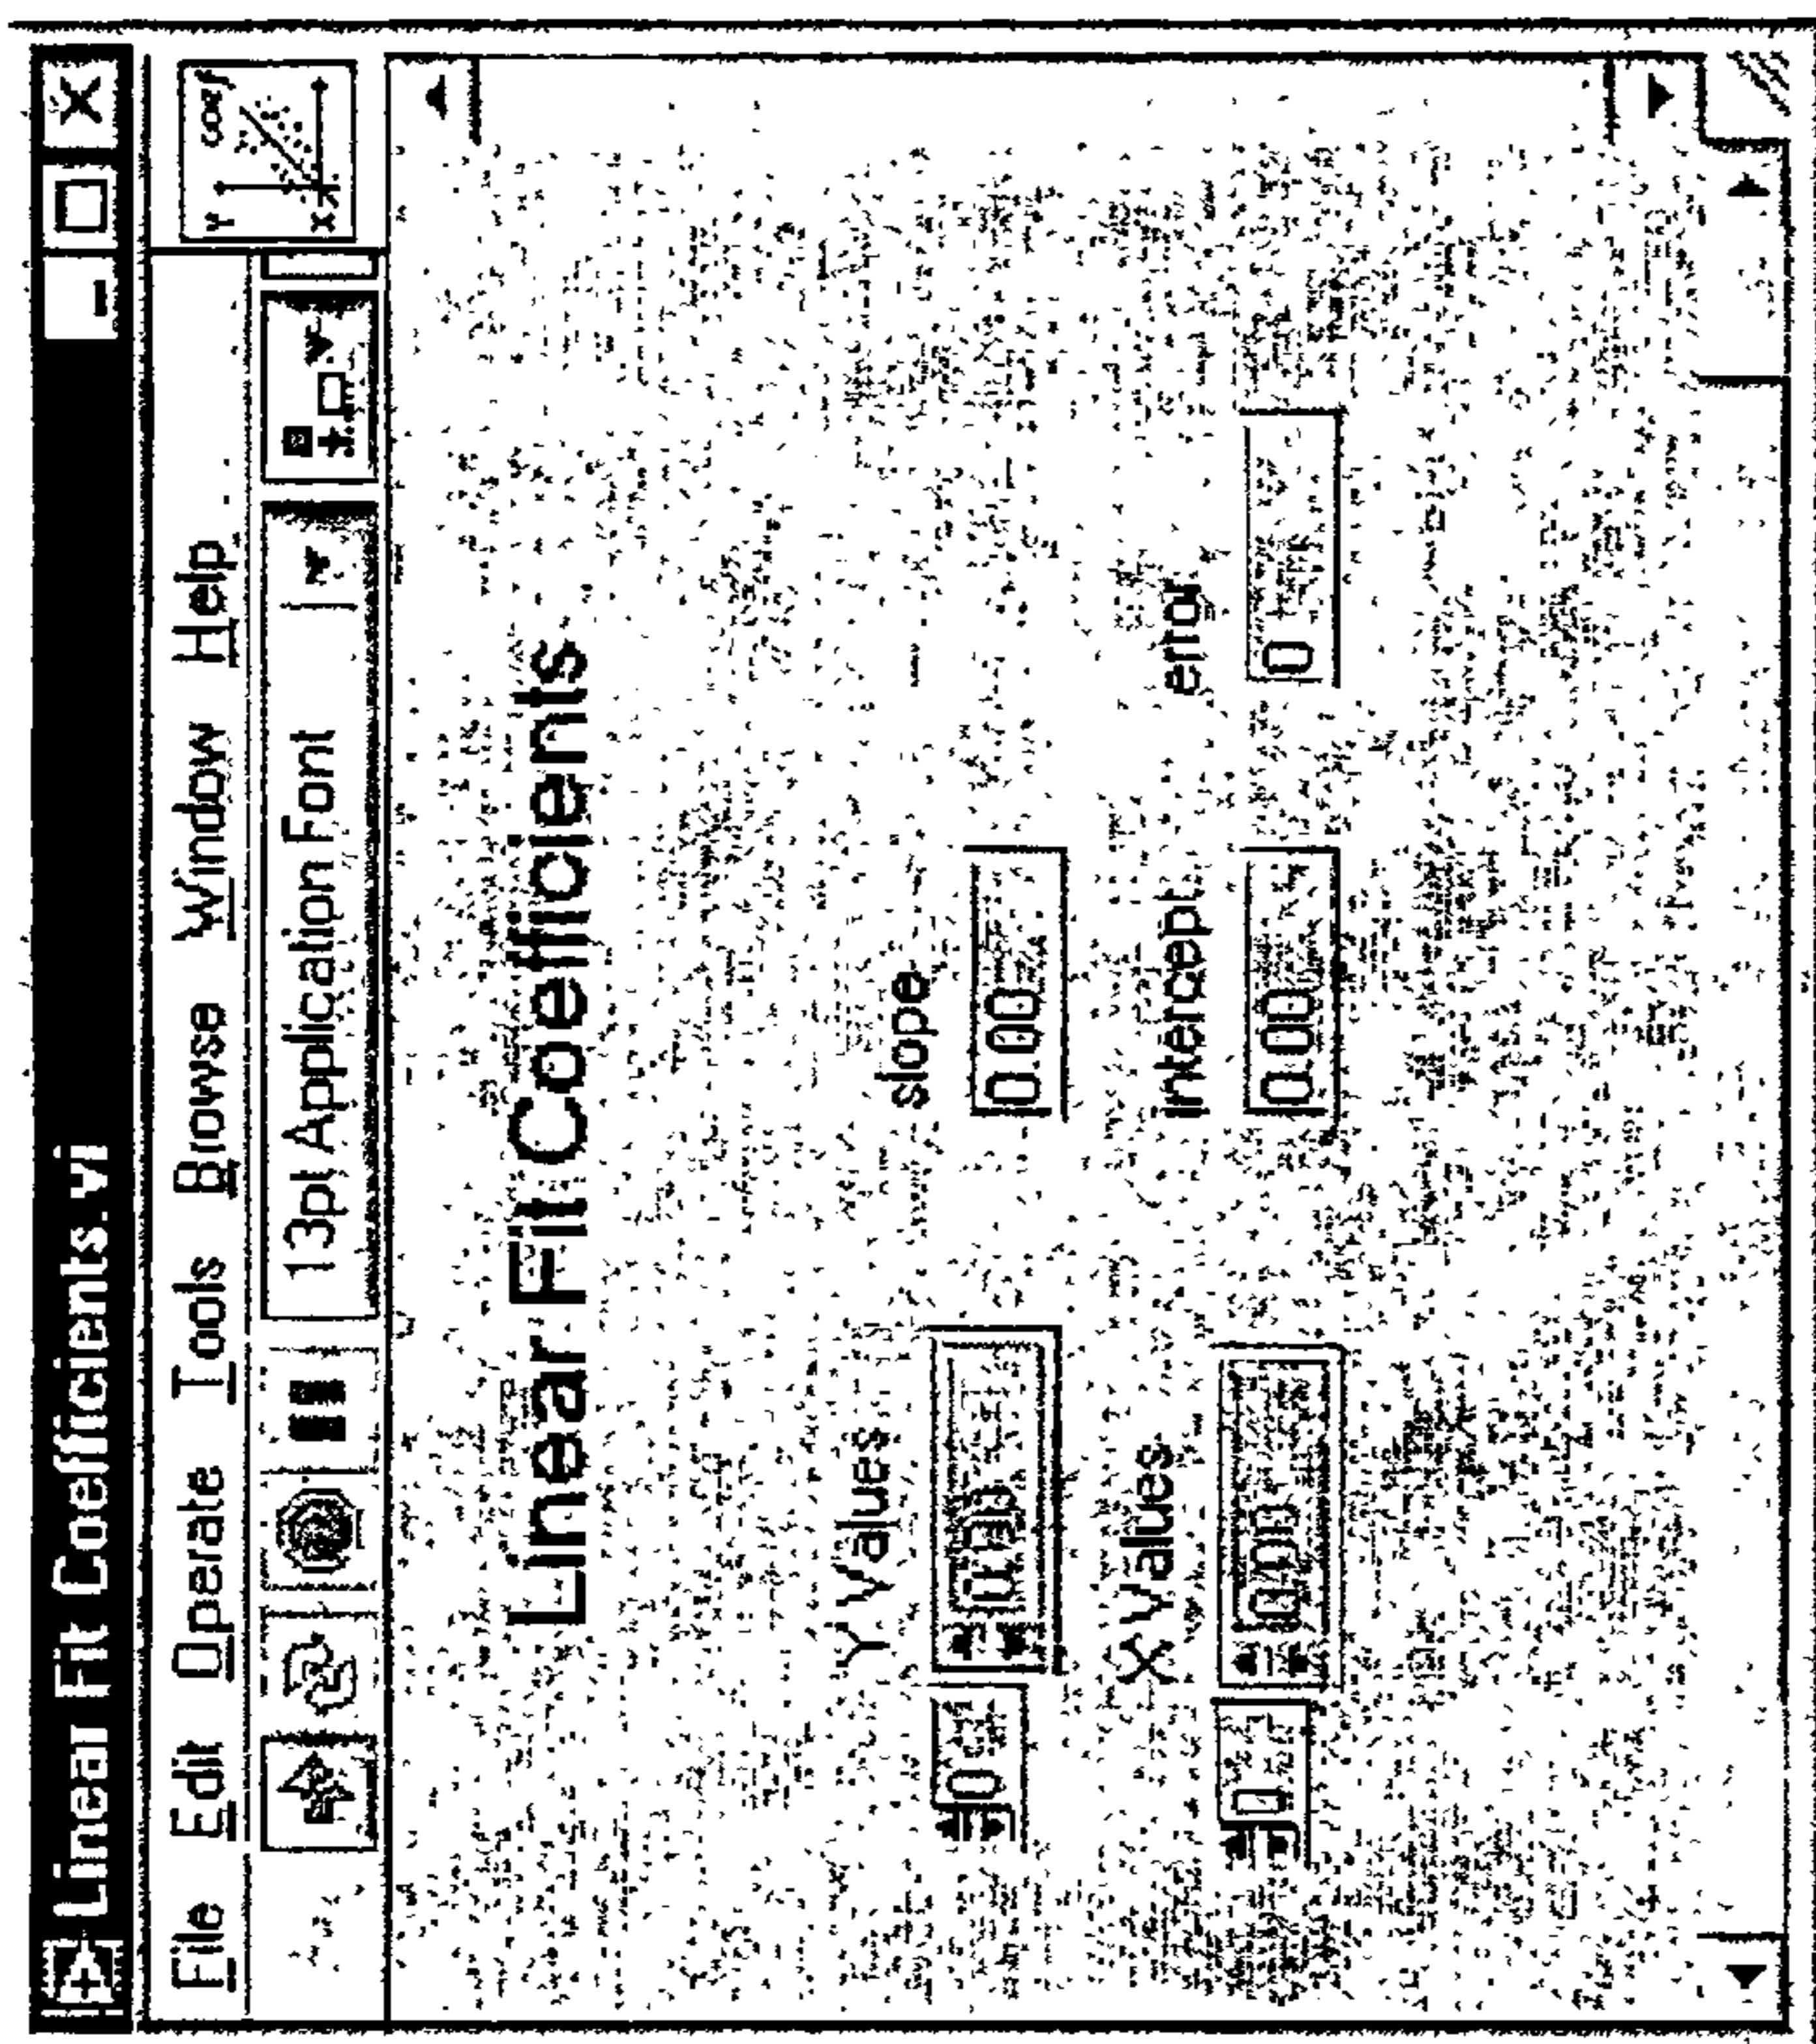 Linear Fit Coefficients.vi
File Edit Operate Tools Browse Window Help
13pt Application Font
Y coef
X
Linear Fit Coefficients
Y Values slope
0 0.00 0.00
X Values intercept error
0 0.00 0.00 0